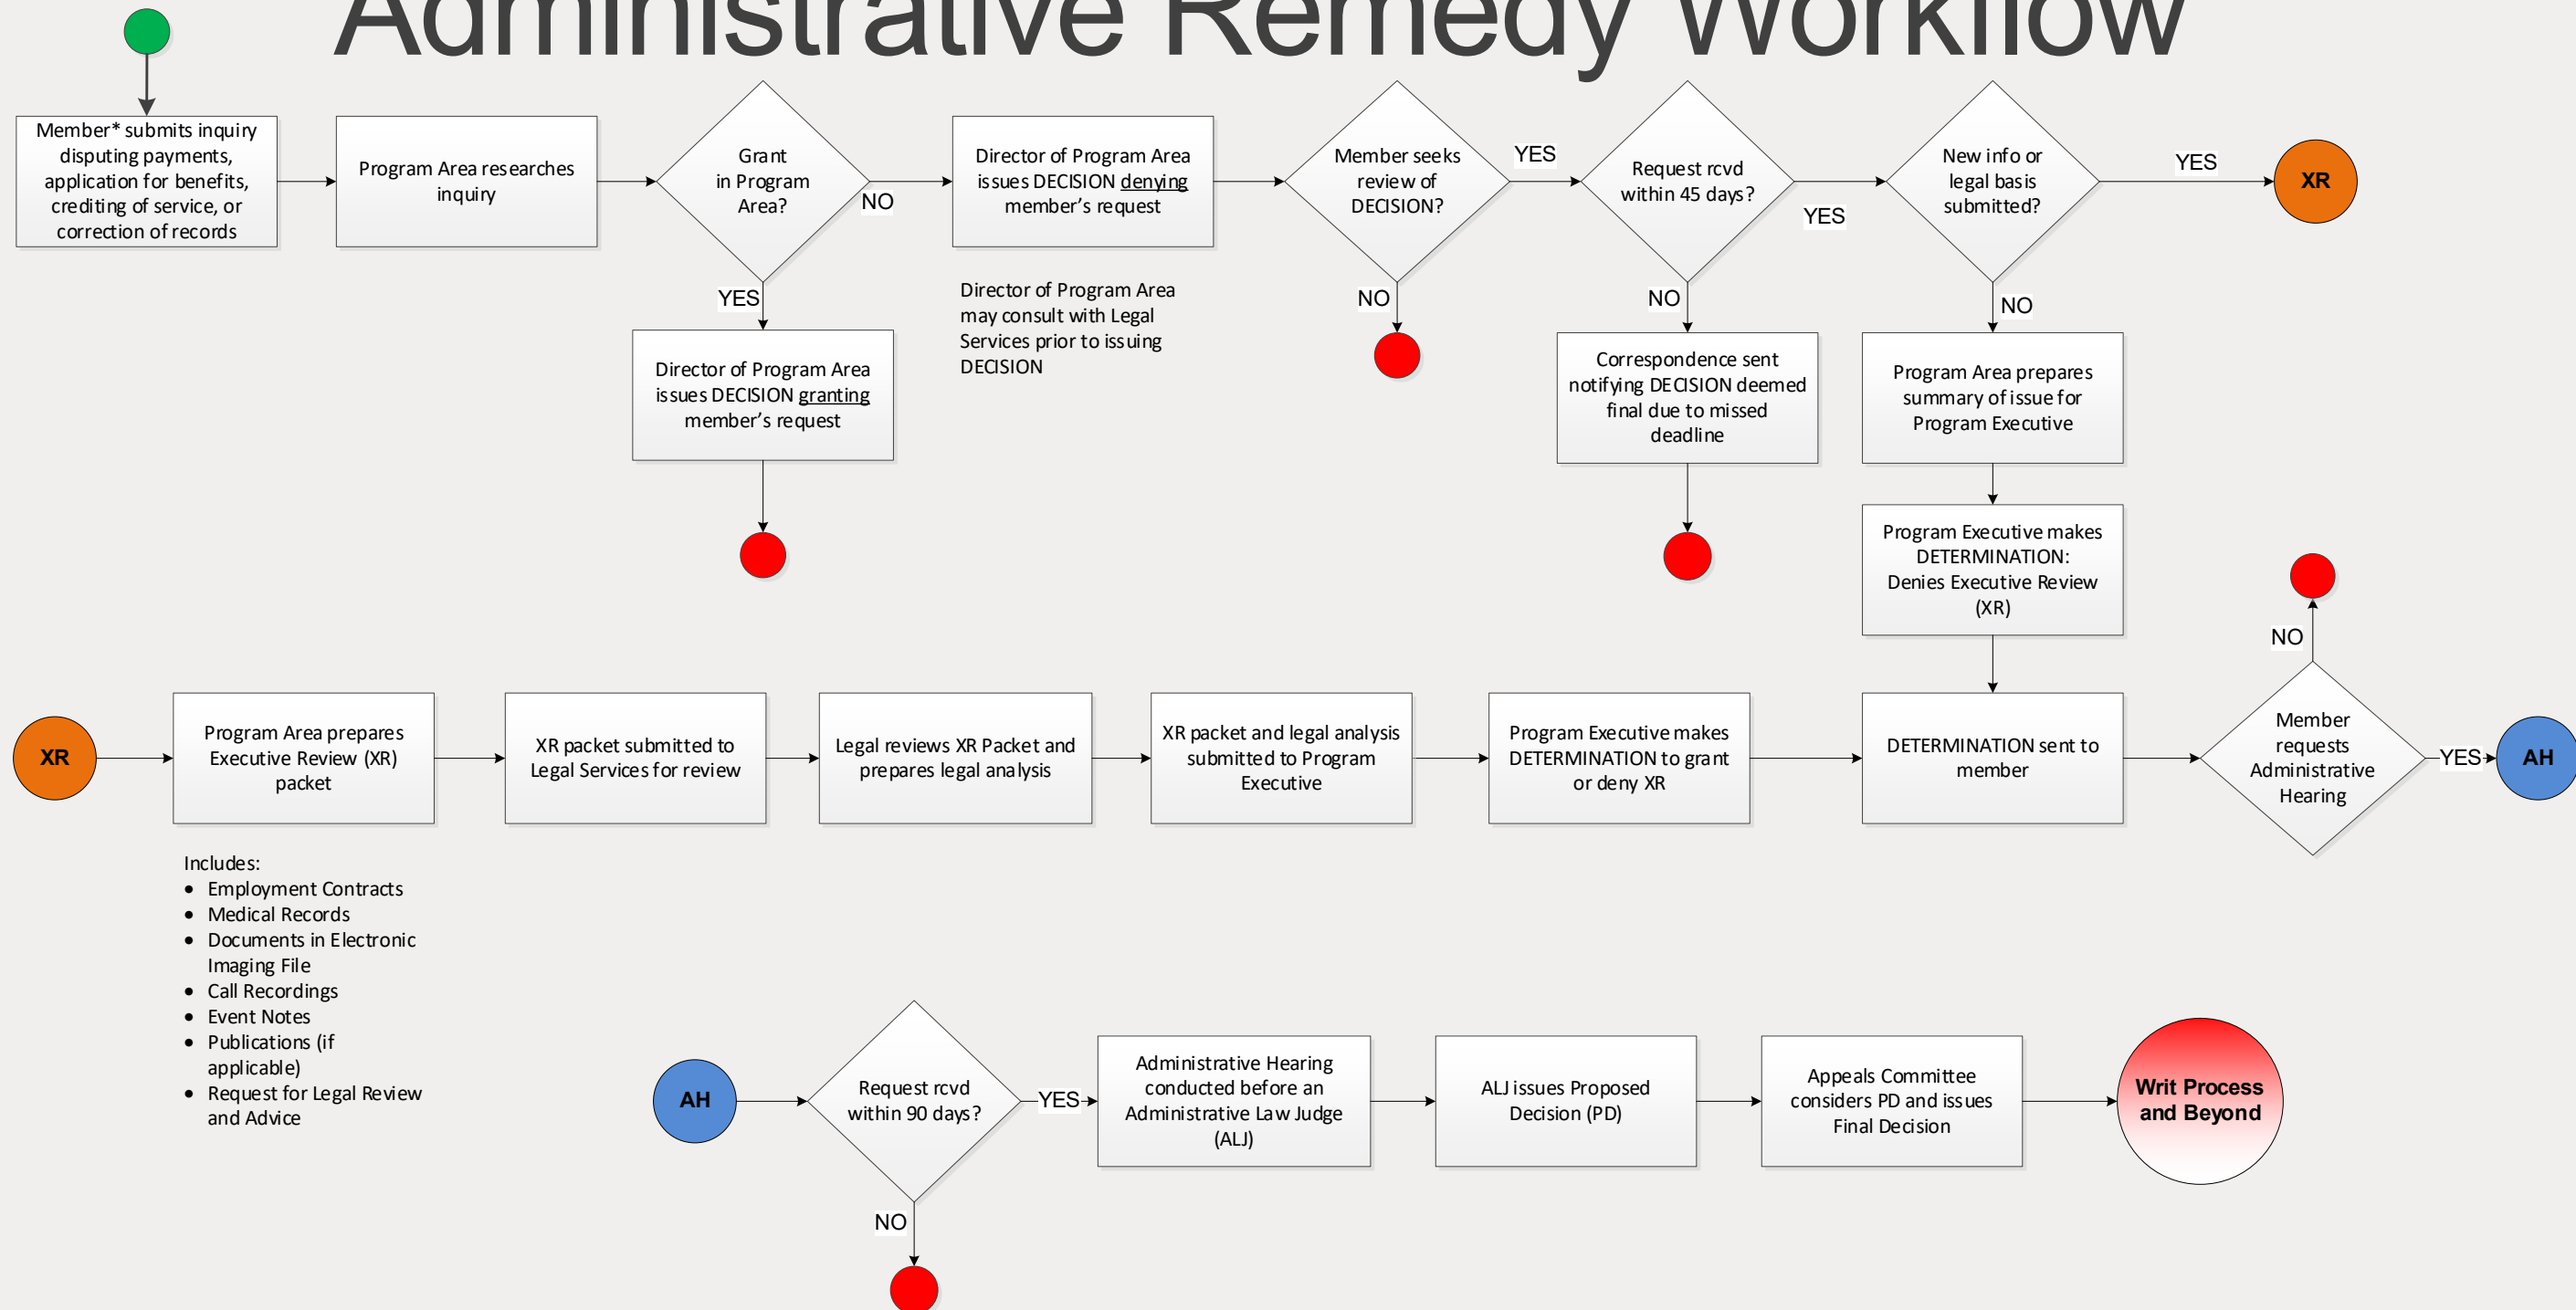 Administrative Remedy Workflow
Member* submits inquiry
disputing payments,
application for benefits,
crediting of service, or
correction of records
Program Area researches
inquiry
Grant
in Program
Area?
NO
YES
Director of Program Area
issues DECISION granting
member's request
Director of Program Area
issues DECISION denying
member's request
Director of Program Area
may consult with Legal
Services prior to issuing
DECISION
Member seeks
review of
DECISION?
YES
NO
Request rcvd
within 45 days?
YES
NO
Correspondence sent
notifying DECISION deemed
final due to missed
deadline
New info or
legal basis
submitted?
YES
XR
NO
Program Area prepares
summary of issue for
Program Executive
Program Executive makes
DETERMINATION:
Denies Executive Review
(XR)
XR
Program Area prepares
Executive Review (XR)
packet
Includes:
• Employment Contracts
• Medical Records
• Documents in Electronic
Imaging File
• Call Recordings
• Event Notes
• Publications (if
applicable)
• Request for Legal Review
and Advice
XR packet submitted to
Legal Services for review
Legal reviews XR Packet and
prepares legal analysis
XR packet and legal analysis
submitted to Program
Executive
Program Executive makes
DETERMINATION to grant
or deny XR
DETERMINATION sent to
member
Member
requests
Administrative
Hearing
NO
YES
AH
AH
Request rcvd
within 90 days?
YES
NO
Administrative Hearing
conducted before an
Administrative Law Judge
(ALJ)
ALJ issues Proposed
Decision (PD)
Appeals Committee
considers PD and issues
Final Decision
Writ Process
and Beyond